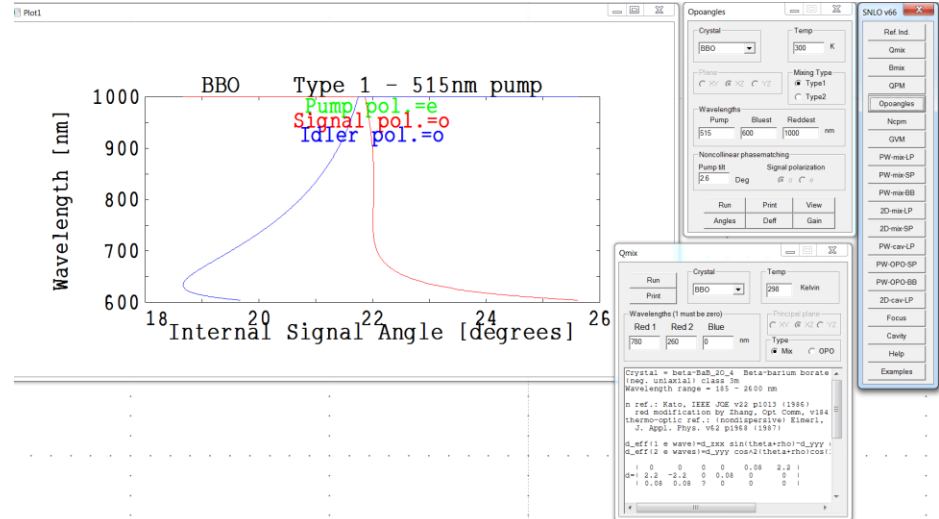 Plot1
BBO Type 1 - 515nm pump
Pump pol.=e
Signal pol.=o
Idler pol.=o
Wavelength [nm]
1000
900
800
700
600
18 20 22 24 26
Internal Signal Angle [degrees]
Opoangles
Crystal
BBO
Temp
300 K
Plane
XY XZ YZ
Mixing Type
Type1
Type2
Wavelengths
Pump Bluest Reddest
515 600 1000 nm
Noncollinear phasematching
Pump tilt Signal polarization
2.6 Deg o e
Run Print View
Angles Deff Gain
Qmix
Run
Print
Crystal
BBO
Temp
298 Kelvin
Wavelengths (1 must be zero)
Red 1 Red 2 Blue
780 260 0 nm
Principal plane
XY XZ YZ
Type
Mix OPO
Crystal = beta-BaB_2O_4 Beta-barium borate
(neg. uniaxial) class 3m
Wavelength range = 185 - 2600 nm
n ref.: Kato, IEEE JQE v22 p1013 (1986)
red modification by Zhang, Opt Comm, v184
thermo-optic ref.: (nondispersive) Eimerl,
J. Appl. Phys. v62 p1968 (1987)
d_eff(1 e wave)=d_zxx sin(theta+rho)-d_yyy
d_eff(2 e waves)=d_yyy cos^2(theta+rho)cos(
( 0 0 0 0 0.08 2.2 )
d=( 2.2 -2.2 0 0.08 0 0 )
( 0.08 0.08 ? 0 0 0 )
SNLO v66
Ref.Ind.
Qmix
Bmix
QPM
Opoangles
Ncpm
GVM
PW-mix-LP
PW-mix-SP
PW-mix-BB
2D-mix-LP
2D-mix-SP
PW-cav-LP
PW-OPO-SP
PW-OPO-BB
2D-cav-LP
Focus
Cavity
Help
Examples